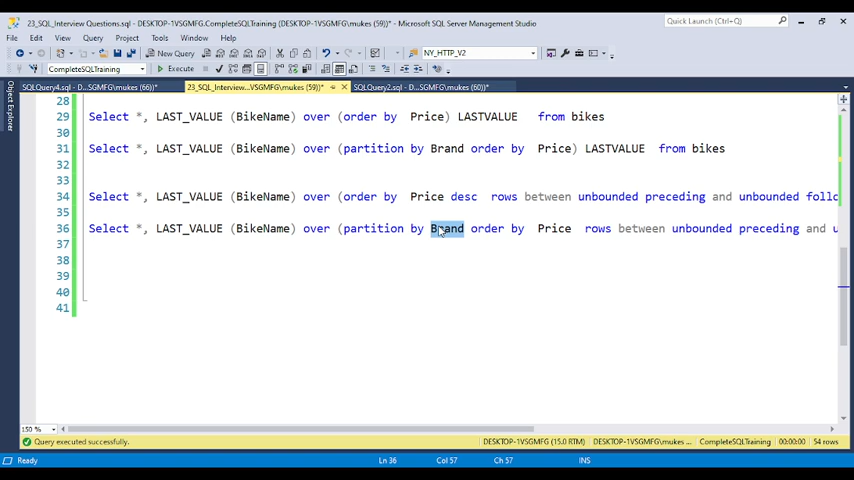 23_SQL_Interview Questions.sql - DESKTOP-1VSGMFG.CompleteSQLTraining (DESKTOP-1VSGMFG\mukes (59))* - Microsoft SQL Server Management Studio
Quick Launch (Ctrl+Q)
File Edit View Query Project Tools Window Help
New Query NY_HTTP_V2
CompleteSQLTraining Execute
SQLQuery4.sql - D...SGMFG\mukes (66))* 23_SQL_Interview...VSGMFG\mukes (59))* SQLQuery2.sql - D...SGMFG\mukes (60))*
Object Explorer
28
29 Select *, LAST_VALUE (BikeName) over (order by Price) LASTVALUE from bikes
30
31 Select *, LAST_VALUE (BikeName) over (partition by Brand order by Price) LASTVALUE from bikes
32
33
34 Select *, LAST_VALUE (BikeName) over (order by Price desc rows between unbounded preceding and unbounded follo
35
36 Select *, LAST_VALUE (BikeName) over (partition by Brand order by Price rows between unbounded preceding and u
37
38
39
40
41
150 %
Query executed successfully. DESKTOP-1VSGMFG (15.0 RTM) DESKTOP-1VSGMFG\mukes ... CompleteSQLTraining 00:00:00 54 rows
Ready Ln 36 Col 57 Ch 57 INS